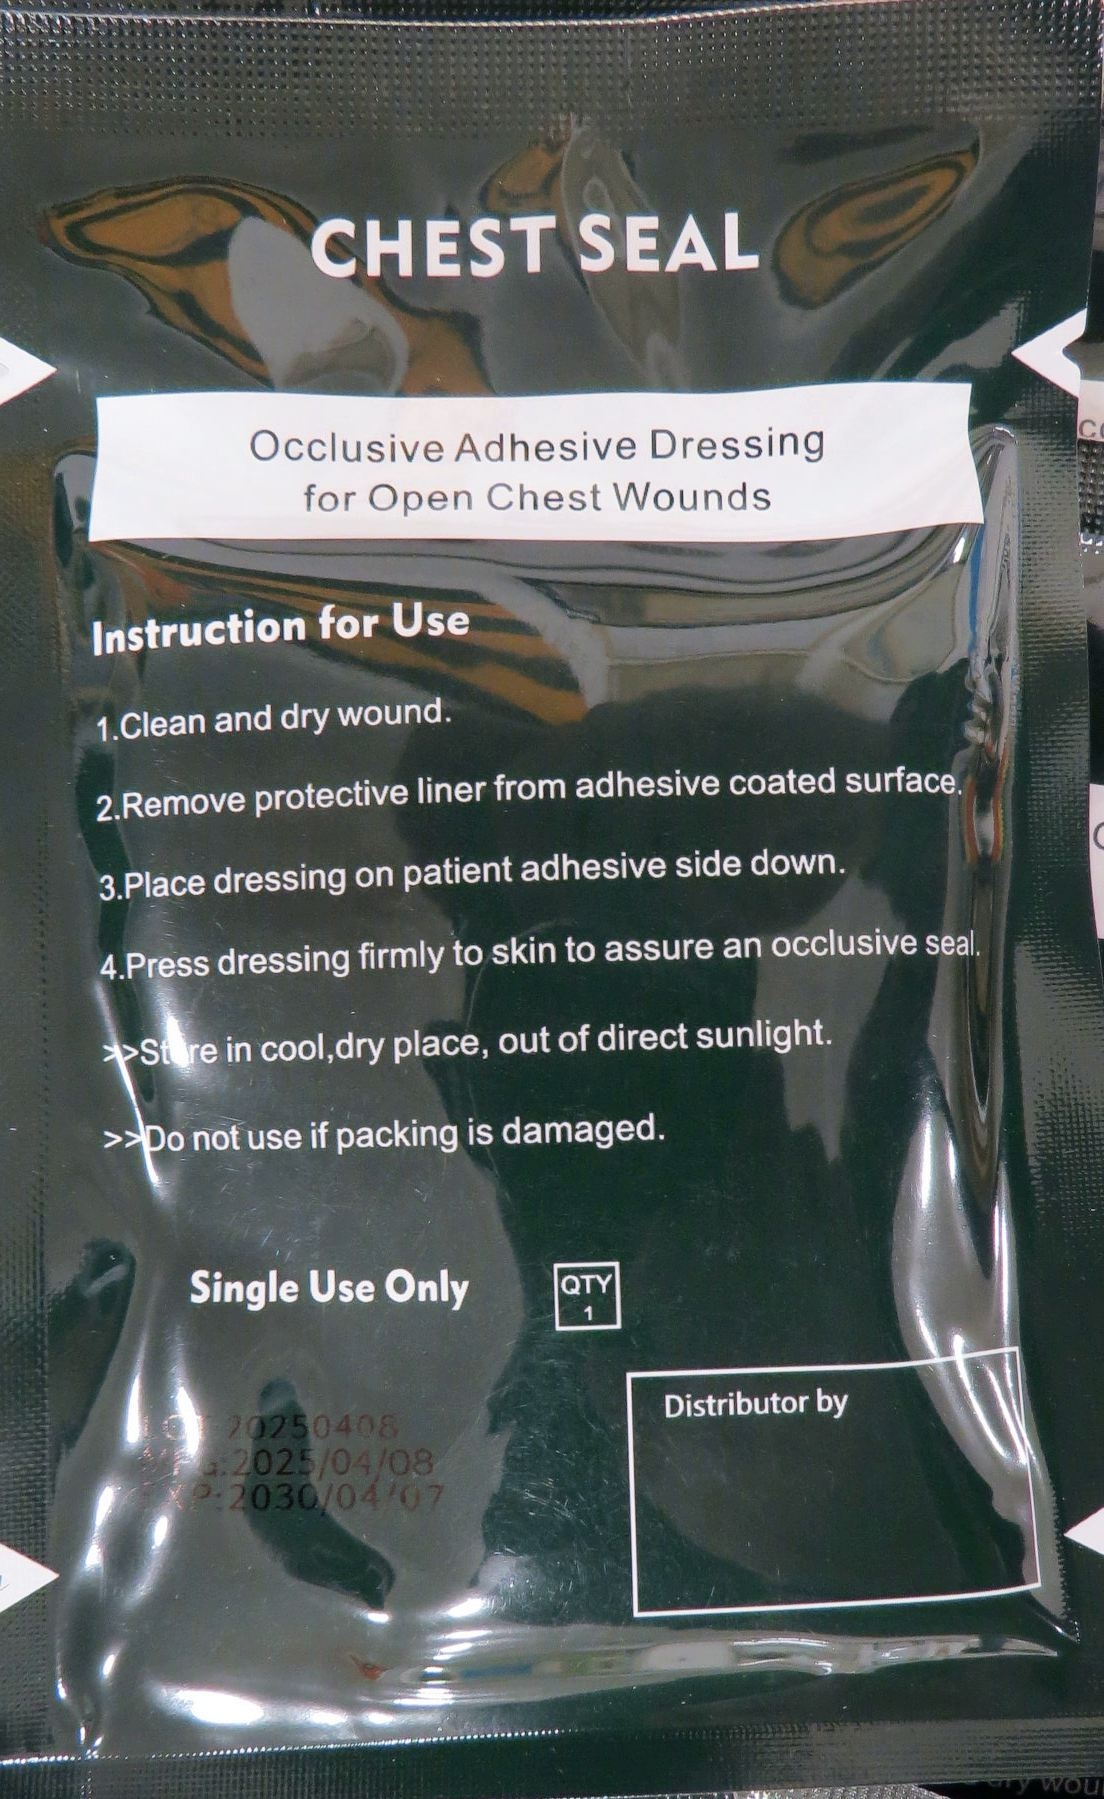 CHEST SEAL
Occlusive Adhesive Dressing
for Open Chest Wounds
Instruction for Use
1.Clean and dry wound.
2.Remove protective liner from adhesive coated surface.
3.Place dressing on patient adhesive side down.
4.Press dressing firmly to skin to assure an occlusive seal.
>>Store in cool,dry place, out of direct sunlight.
>>Do not use if packing is damaged.
Single Use Only
QTY
1
Distributor by
LOT 20250408
MFG:2025/04/08
EXP:2030/04/07